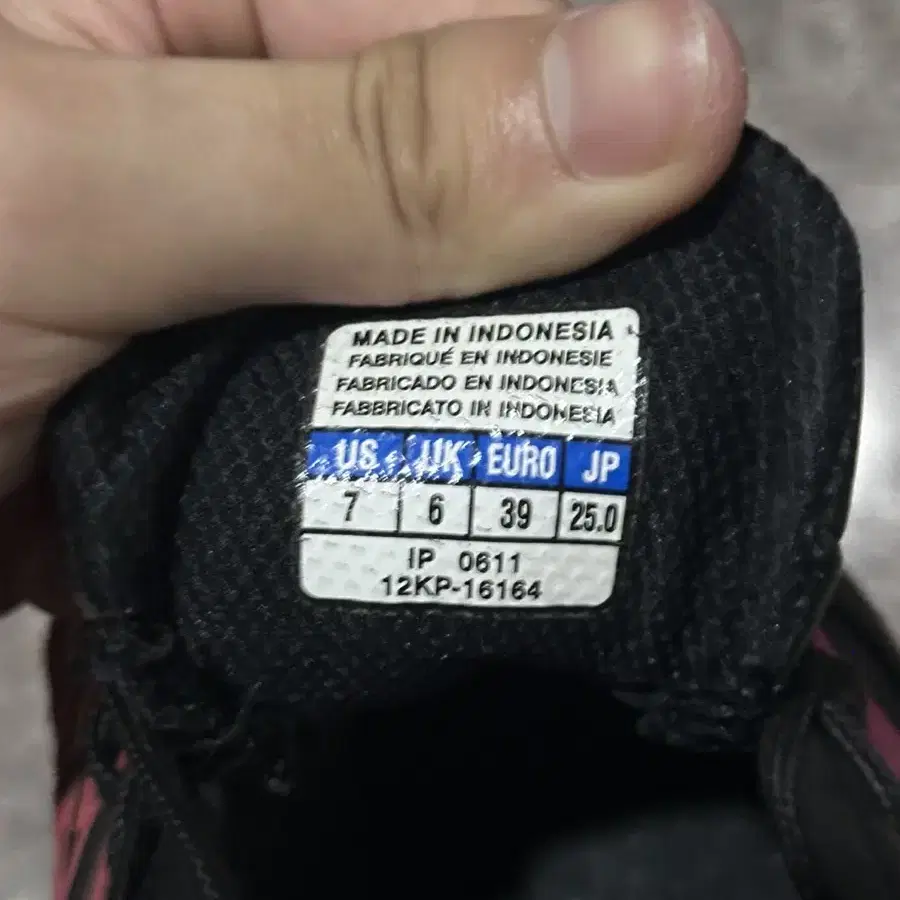 MADE IN INDONESIA
FABRIQUÉ EN INDONESIE
FABRICADO EN INDONESIA
FABBRICATO IN INDONESIA
US UK EURO JP
7 6 39 25.0
IP 0611
12KP-16164